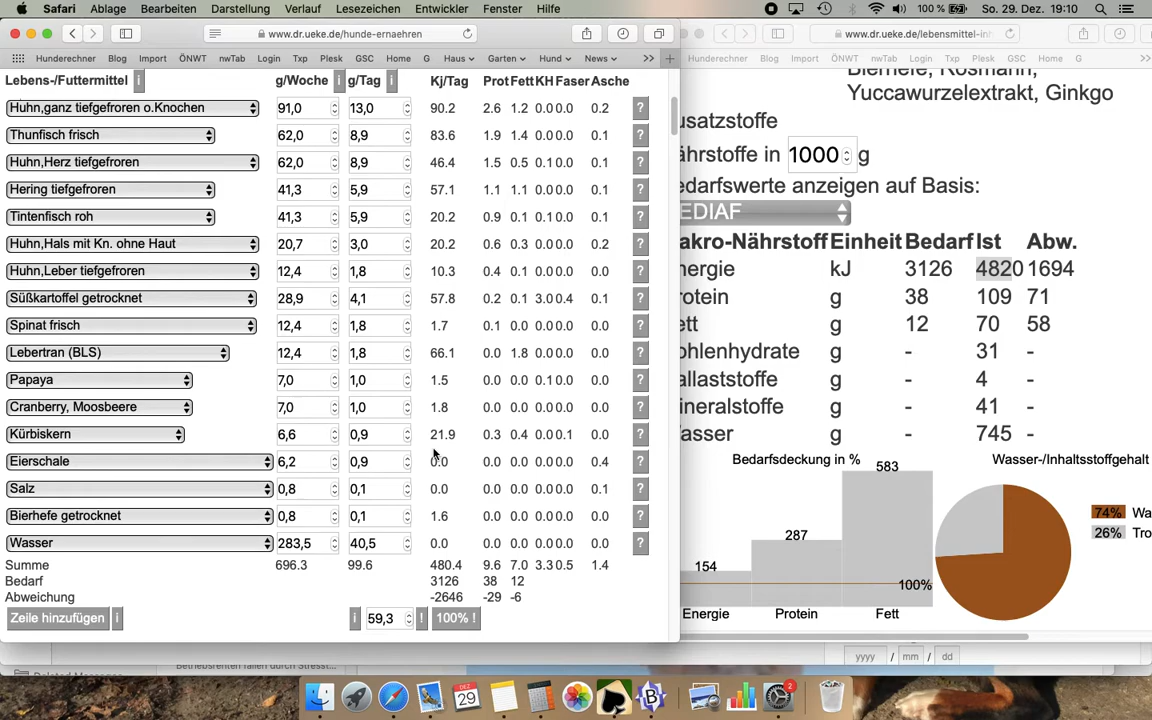 Safari Ablage Bearbeiten Darstellung Verlauf Lesezeichen Entwickler Fenster Hilfe 100 % So. 29. Dez. 19:10
www.dr.ueke.de/hunde-ernaehren
www.dr.ueke.de/lebensmittel-inh
Hunderechner Blog Import ÖNWT nwTab Login Txp Plesk GSC Home G Haus Garten Hund News >> +
Hunderechner Blog Importer ÖNWT nwTab Login Txp Plesk GSC Home G >>
Lebens-/Futtermittel i g/Woche g/Tag i Kj/Tag Prot Fett KH Faser Asche
Huhn,ganz tiefgefroren o.Knochen 91,0 13,0 90.2 2.6 1.2 0.0 0.0 0.2 ?
Thunfisch frisch 62,0 8,9 83.6 1.9 1.4 0.0 0.0 0.1 ?
Huhn,Herz tiefgefroren 62,0 8,9 46.4 1.5 0.5 0.1 0.0 0.1 ?
Hering tiefgefroren 41,3 5,9 57.1 1.1 1.1 0.0 0.0 0.1 ?
Tintenfisch roh 41,3 5,9 20.2 0.9 0.1 0.1 0.0 0.1 ?
Huhn,Hals mit Kn. ohne Haut 20,7 3,0 20.2 0.6 0.3 0.0 0.0 0.2 ?
Huhn,Leber tiefgefroren 12,4 1,8 10.3 0.4 0.1 0.0 0.0 0.0 ?
Süßkartoffel getrocknet 28,9 4,1 57.8 0.2 0.1 3.0 0.4 0.1 ?
Spinat frisch 12,4 1,8 1.7 0.1 0.0 0.0 0.0 0.0 ?
Lebertran (BLS) 12,4 1,8 66.1 0.0 1.8 0.0 0.0 0.0 ?
Papaya 7,0 1,0 1.5 0.0 0.0 0.1 0.0 0.0 ?
Cranberry, Moosbeere 7,0 1,0 1.8 0.0 0.0 0.0 0.0 0.0 ?
Kürbiskern 6,6 0,9 21.9 0.3 0.4 0.0 0.1 0.0 ?
Eierschale 6,2 0,9 0.0 0.0 0.0 0.0 0.0 0.4 ?
Salz 0,8 0,1 0.0 0.0 0.0 0.0 0.0 0.1 ?
Bierhefe getrocknet 0,8 0,1 1.6 0.0 0.0 0.0 0.0 0.0 ?
Wasser 283,5 40,5 0.0 0.0 0.0 0.0 0.0 0.0 ?
Summe 696.3 99.6 480.4 9.6 7.0 3.3 0.5 1.4
Bedarf 3126 38 12
Abweichung -2646 -29 -6
Zeile hinzufügen i i 59,3 ! 100% !
Yuccawurzelextrakt, Ginkgo
usatzstoffe
ährstoffe in 1000 g
edarfswerte anzeigen auf Basis:
EDIAF
akro-Nährstoff Einheit Bedarf Ist Abw.
nergie kJ 3126 4820 1694
rotein g 38 109 71
ett g 12 70 58
ohlenhydrate g - 31 -
allaststoffe g - 4 -
ineralstoffe g - 41 -
asser g - 745 -
Bedarfsdeckung in % Wasser-/Inhaltsstoffgehalt
583
287
154
100%
Energie Protein Fett
74% Wa
26% Tro
yyyy / mm / dd
DEZ
29
2